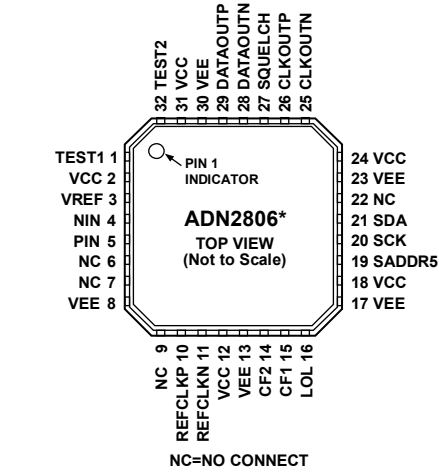 32 TEST2
31 VCC
30 VEE
29 DATAOUTP
28 DATAOUTN
27 SQUELCH
26 CLKOUTP
25 CLKOUTN
TEST1 1
VCC 2
VREF 3
NIN 4
PIN 5
NC 6
NC 7
VEE 8
PIN 1
INDICATOR
ADN2806*
TOP VIEW
(Not to Scale)
24 VCC
23 VEE
22 NC
21 SDA
20 SCK
19 SADDR5
18 VCC
17 VEE
NC 9
REFCLKP 10
REFCLKN 11
VCC 12
VEE 13
CF2 14
CF1 15
LOL 16
NC=NO CONNECT